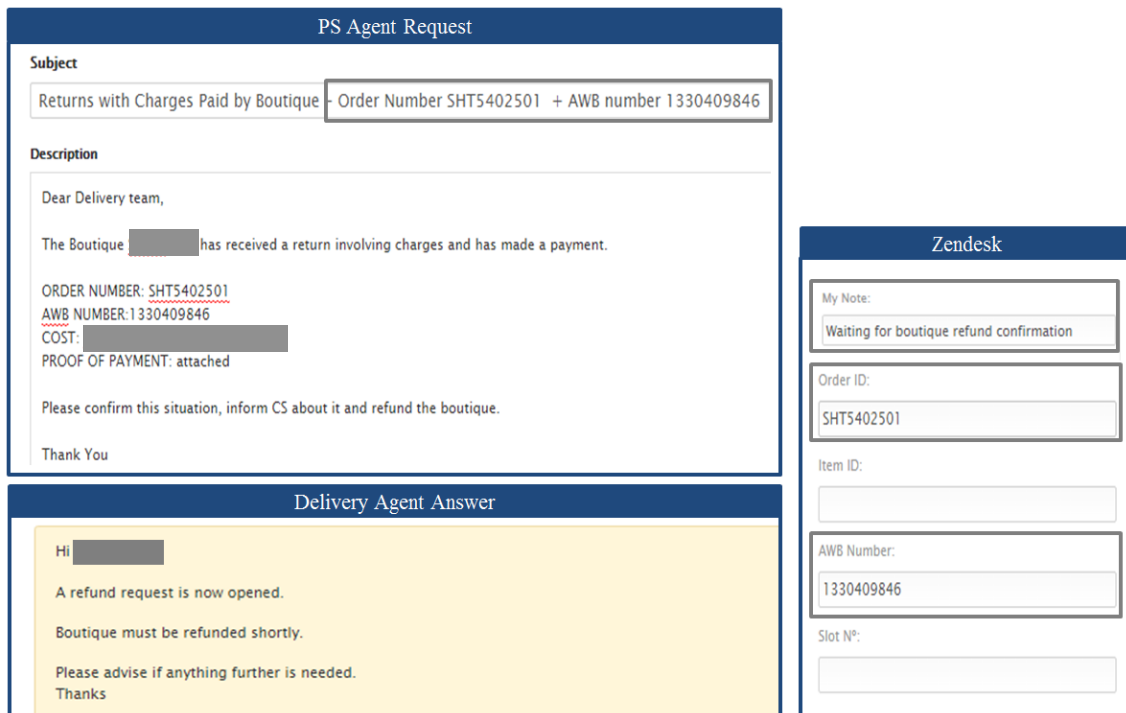 PS Agent Request
Subject
Returns with Charges Paid by Boutique - Order Number SHT5402501 + AWB number 1330409846
Description
Dear Delivery team,
The Boutique has received a return involving charges and has made a payment.
ORDER NUMBER: SHT5402501
AWB NUMBER:1330409846
COST:
PROOF OF PAYMENT: attached
Please confirm this situation, inform CS about it and refund the boutique.
Thank You
Delivery Agent Answer
Hi
A refund request is now opened.
Boutique must be refunded shortly.
Please advise if anything further is needed.
Thanks
Zendesk
My Note:
Waiting for boutique refund confirmation
Order ID:
SHT5402501
Item ID:
AWB Number:
1330409846
Slot Nº: